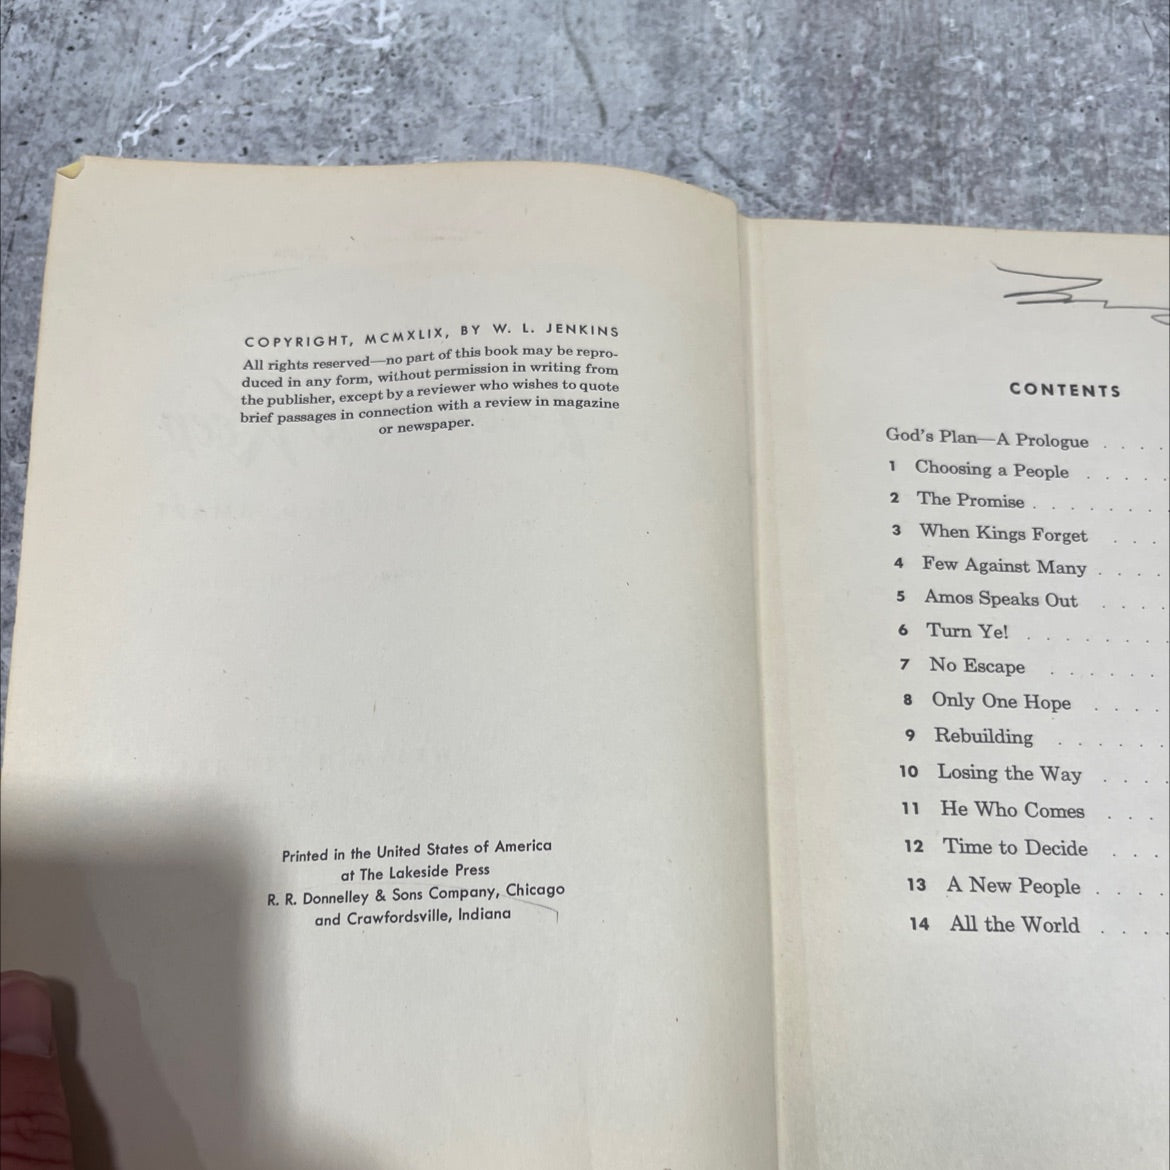 COPYRIGHT, MCMXLIX, BY W. L. JENKINS
All rights reserved—no part of this book may be repro-
duced in any form, without permission in writing from
the publisher, except by a reviewer who wishes to quote
brief passages in connection with a review in magazine
or newspaper.
Printed in the United States of America
at The Lakeside Press
R. R. Donnelley & Sons Company, Chicago
and Crawfordsville, Indiana
CONTENTS
God's Plan—A Prologue . . . .
1 Choosing a People . . . . .
2 The Promise . . . . . . . .
3 When Kings Forget . . .
4 Few Against Many . . . .
5 Amos Speaks Out . . . .
6 Turn Ye! . . . . . . . .
7 No Escape . . . . . . .
8 Only One Hope . . . .
9 Rebuilding . . . . . .
10 Losing the Way . . . .
11 He Who Comes . . . .
12 Time to Decide . . .
13 A New People . . . .
14 All the World . . . .